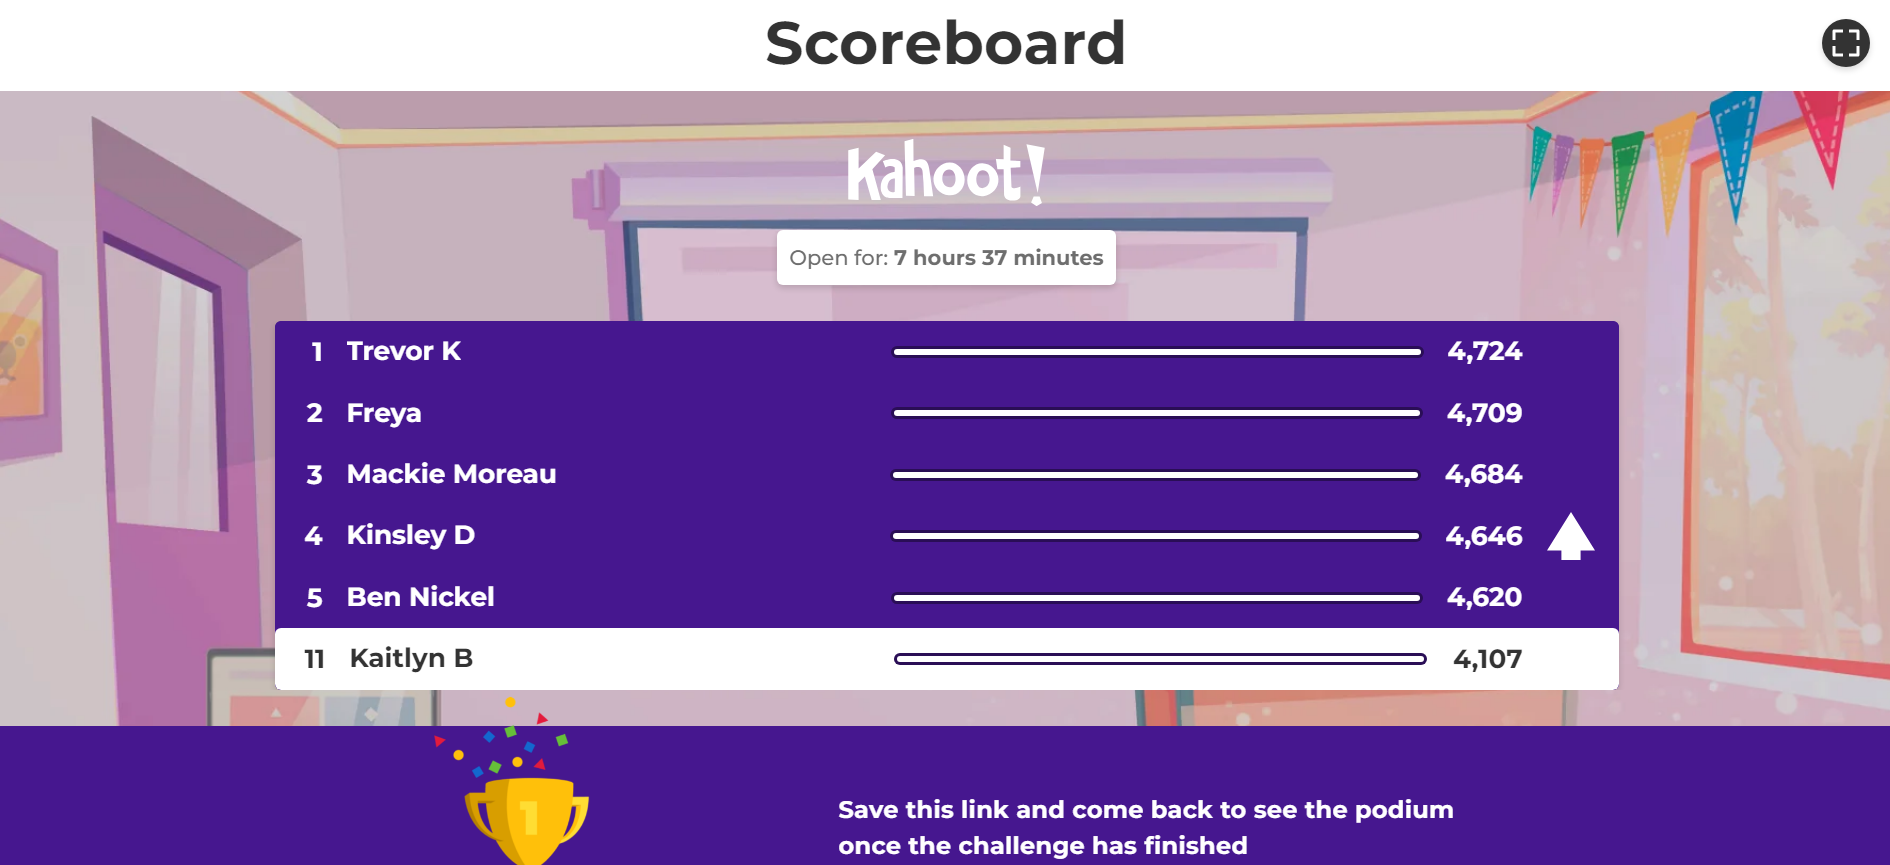 Scoreboard
Kahoot!
Open for: 7 hours 37 minutes
1 Trevor K 4,724
2 Freya 4,709
3 Mackie Moreau 4,684
4 Kinsley D 4,646
5 Ben Nickel 4,620
11 Kaitlyn B 4,107
1
Save this link and come back to see the podium
once the challenge has finished